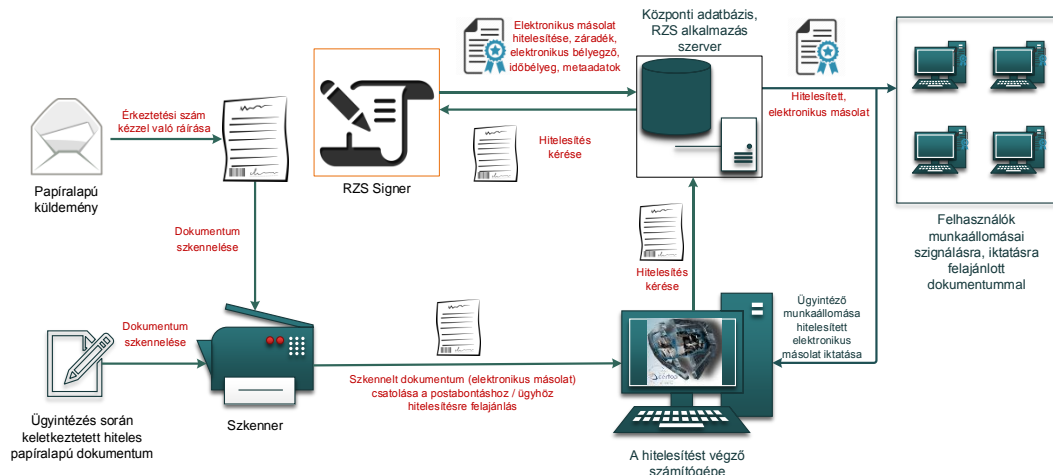 Elektronikus másolat
hitelesítése, záradék,
elektronikus bélyegző,
időbélyeg, metaadatok
Központi adatbázis,
RZS alkalmazás
szerver
Érkeztetési szám
kézzel való ráírása
Hitelesítés
kérése
Hitelesített,
elektronikus másolat
Papíralapú
küldemény
RZS Signer
Dokumentum
szkennelése
Hitelesítés
kérése
Felhasználók
munkaállomásai
szignálásra, iktatásra
felajánlott
dokumentummal
Dokumentum
szkennelése
Ügyintéző
munkaállomása
hitelesített
elektronikus
másolat iktatása
Szkennelt dokumentum (elektronikus másolat)
csatolása a postabontáshoz / ügyhöz
hitelesítésre felajánlás
Ügyintézés során
keletkeztetett hiteles
papíralapú dokumentum
Szkenner
A hitelesítést végző
számítógépe